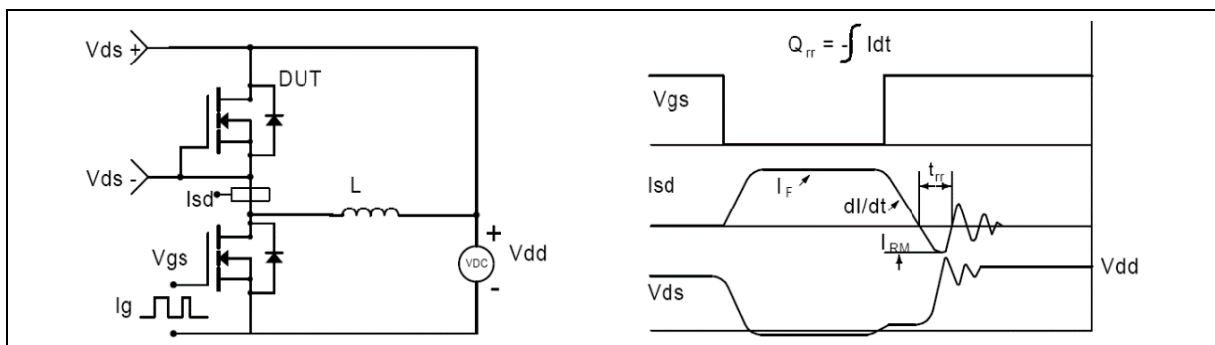 Vds +
DUT
Vds -
Isd
L
Vgs
Ig
+
VDC
-
Vdd
Q rr = -∫ Idt
Vgs
Isd
I F
dI/dt
t rr
I RM
Vds
Vdd